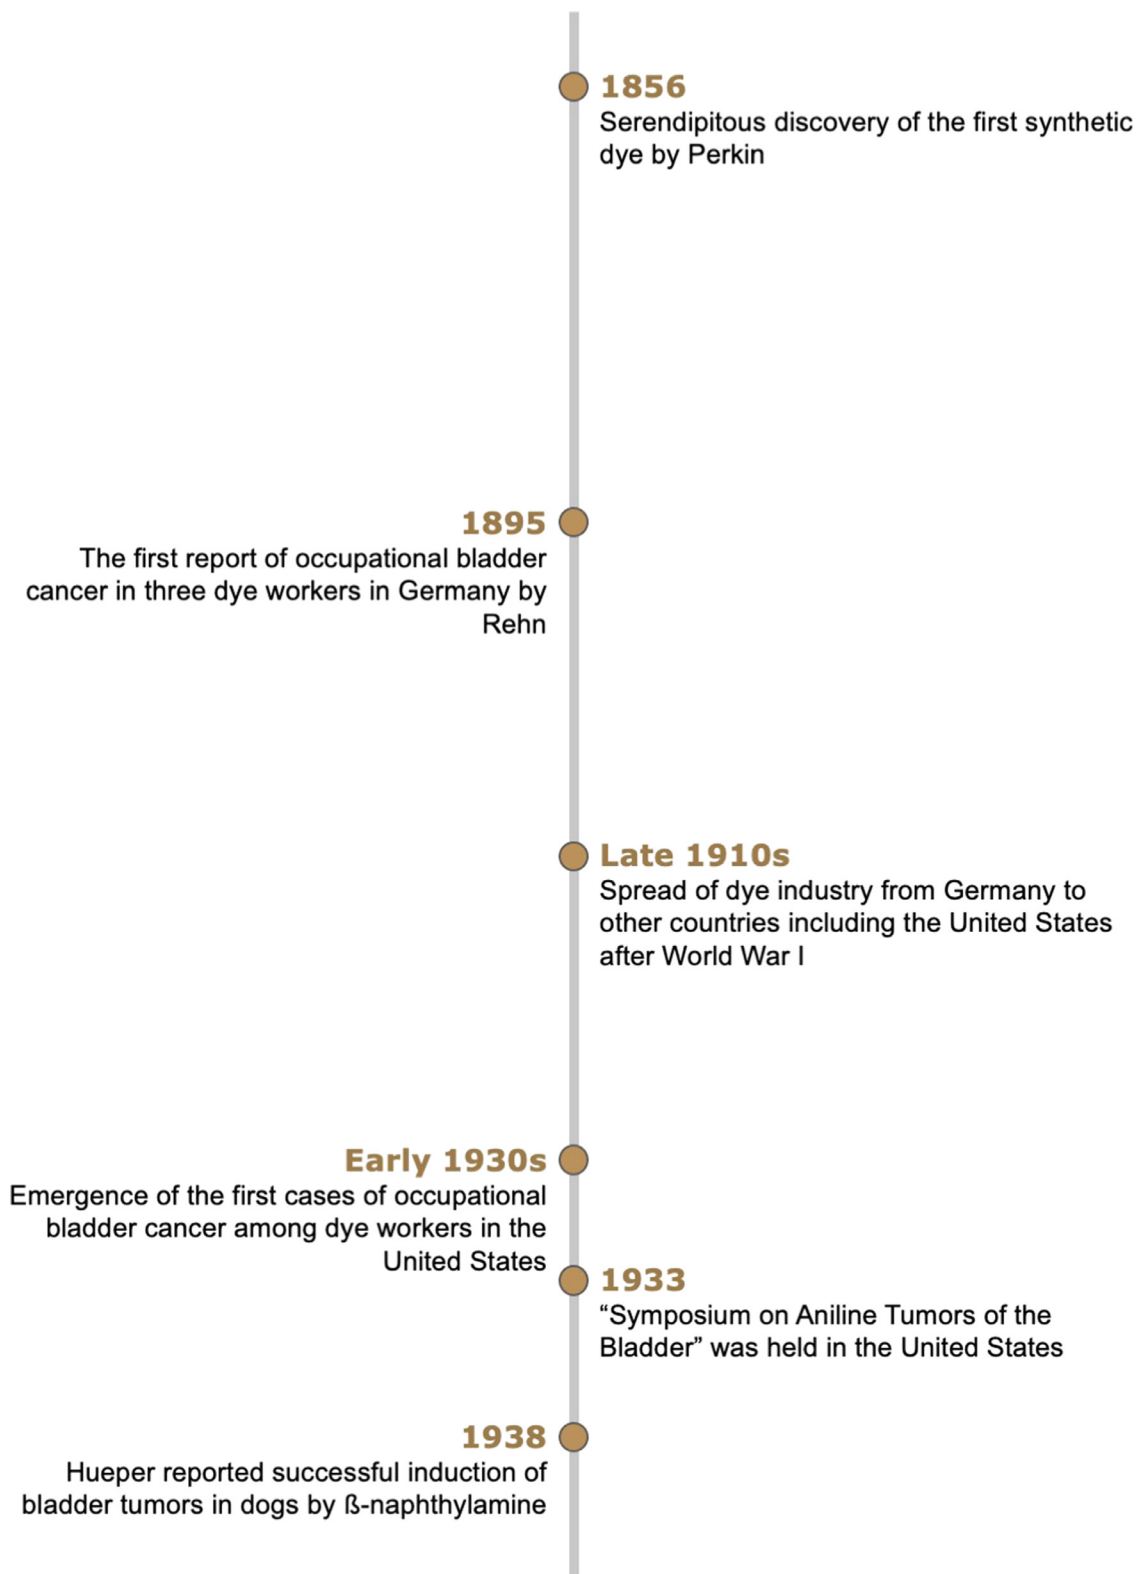 1856
Serendipitous discovery of the first synthetic
dye by Perkin
1895
The first report of occupational bladder
cancer in three dye workers in Germany by
Rehn
Late 1910s
Spread of dye industry from Germany to
other countries including the United States
after World War I
Early 1930s
Emergence of the first cases of occupational
bladder cancer among dye workers in the
United States
1933
“Symposium on Aniline Tumors of the
Bladder” was held in the United States
1938
Hueper reported successful induction of
bladder tumors in dogs by ß-naphthylamine